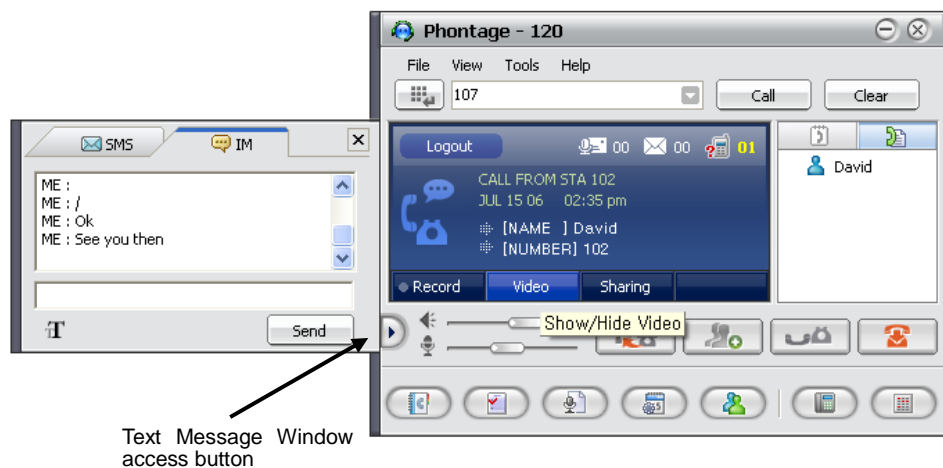 Phontage - 120
File View Tools Help
107
Call
Clear
SMS
IM
Logout
00
00
01
David
CALL FROM STA 102
JUL 15 06 02:35 pm
[NAME ] David
[NUMBER] 102
ME :
ME : /
ME : Ok
ME : See you then
Record
Video
Sharing
Show/Hide Video
T
Send
Text Message Window
access button